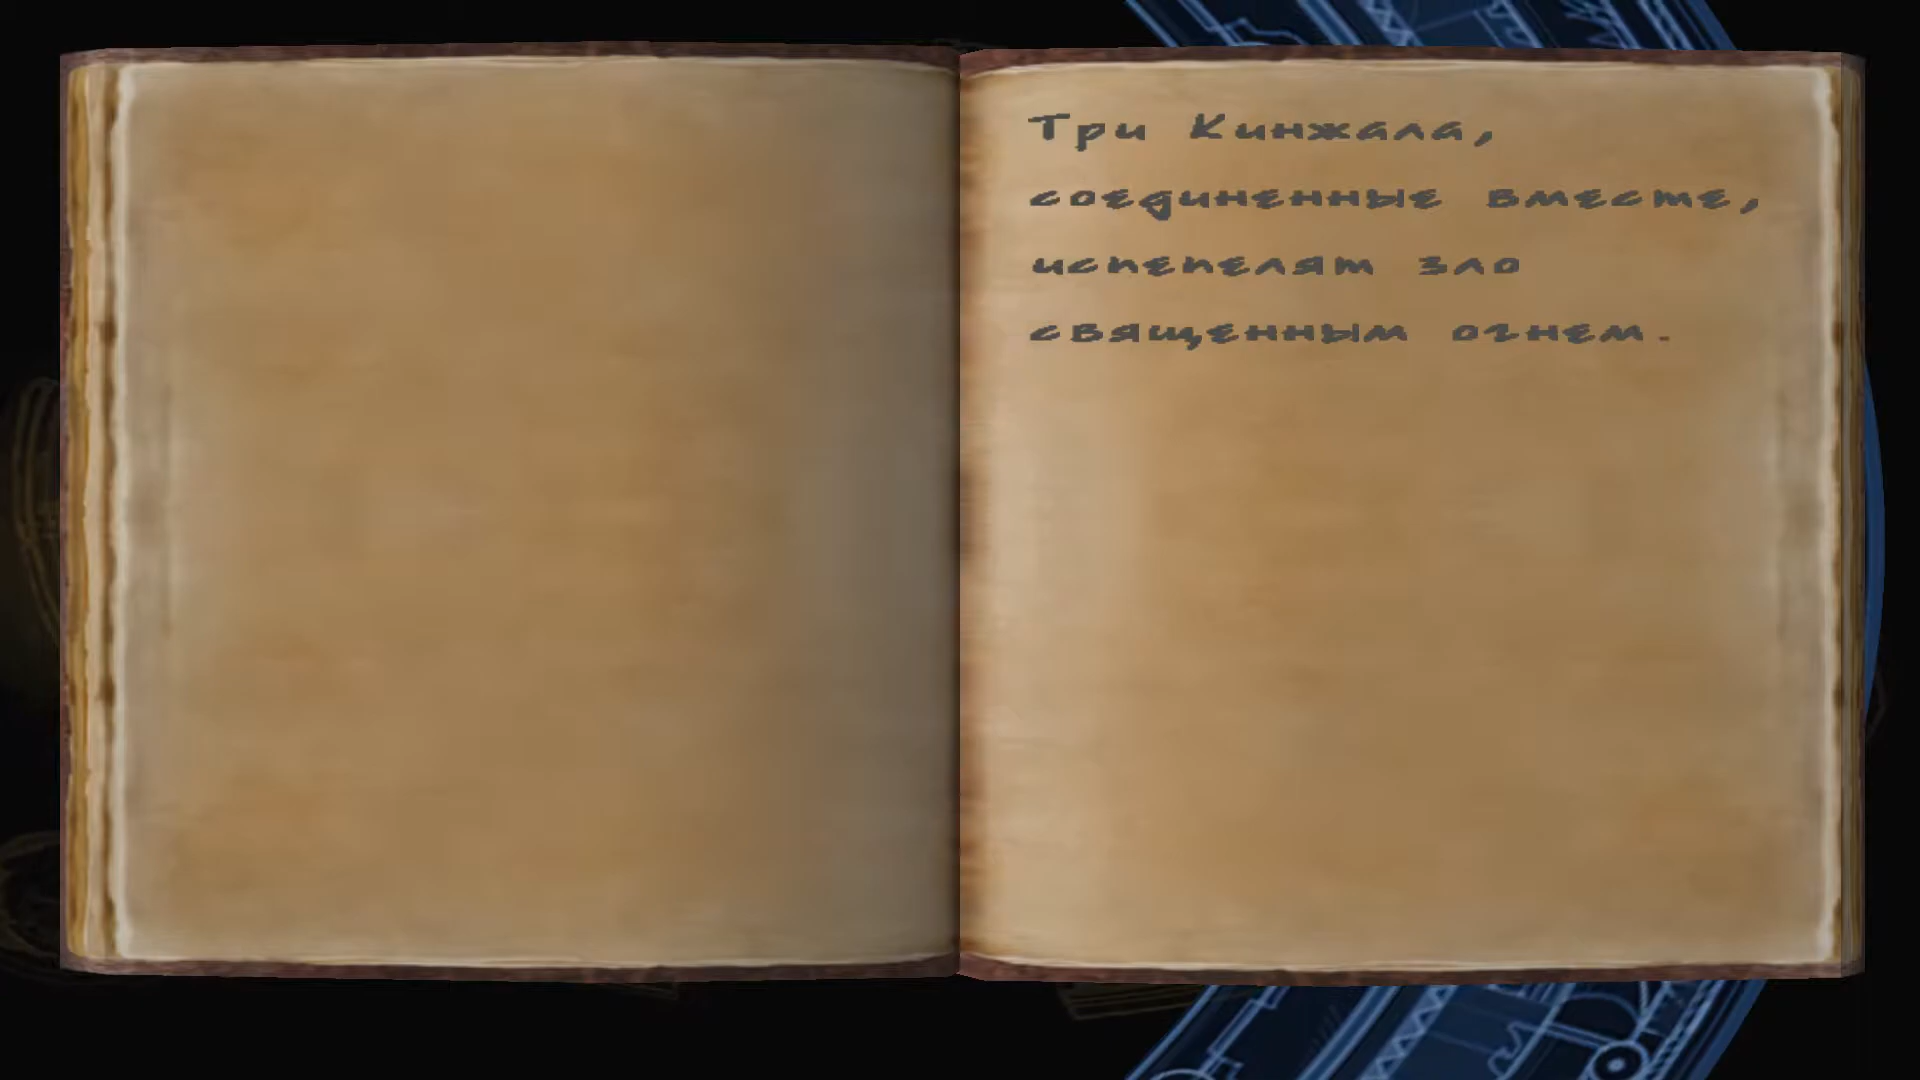 Три Кинжала,
соединенные вместе,
испепелят зло
священным огнем.